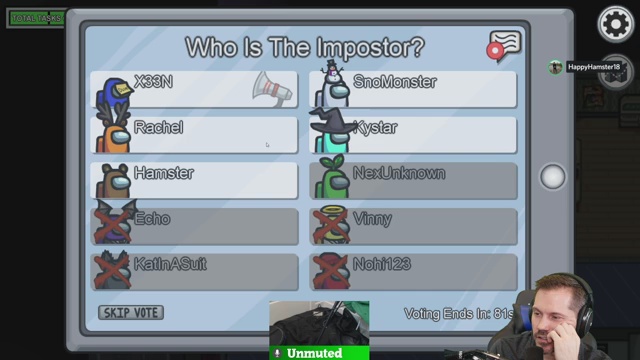 TOTAL TASKS
Who Is The Impostor?
HappyHamster18
X33N
SnoMonster
Rachel
Kystar
Hamster
NexUnknown
Echo
Vinny
KatInASuit
Nohi123
SKIP VOTE
Voting Ends In: 81s
Unmuted